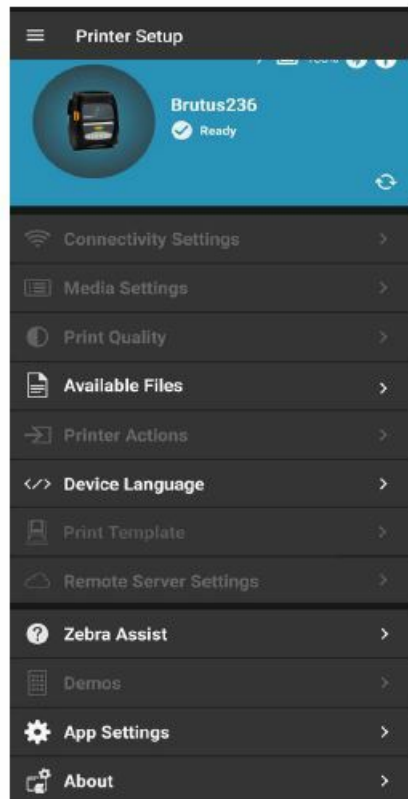 Printer Setup
Brutus236
Ready
Connectivity Settings
Media Settings
Print Quality
Available Files
Printer Actions
Device Language
Print Template
Remote Server Settings
Zebra Assist
Demos
App Settings
About